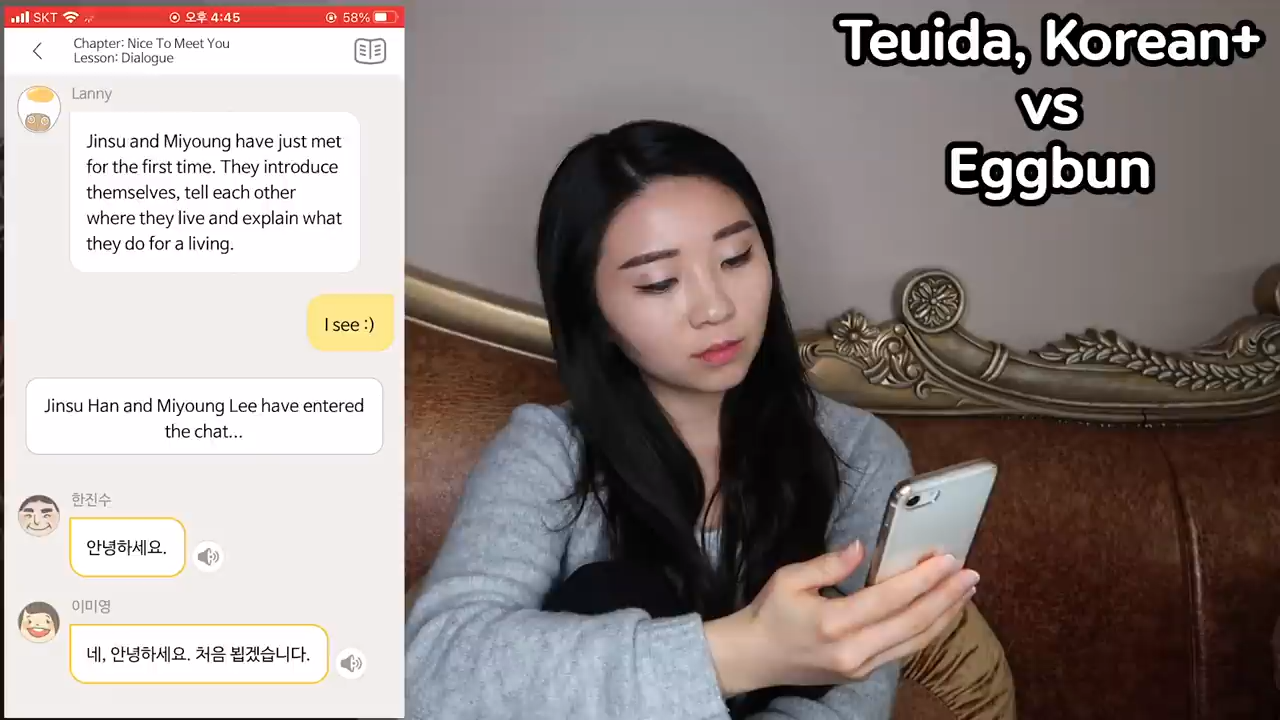 SKT 오후 4:45 58%
Chapter: Nice To Meet You
Lesson: Dialogue
Lanny
Jinsu and Miyoung have just met
for the first time. They introduce
themselves, tell each other
where they live and explain what
they do for a living.
I see :)
Jinsu Han and Miyoung Lee have entered
the chat...
한진수
안녕하세요.
이미영
네, 안녕하세요. 처음 뵙겠습니다.
Teuida, Korean+
vs
Eggbun